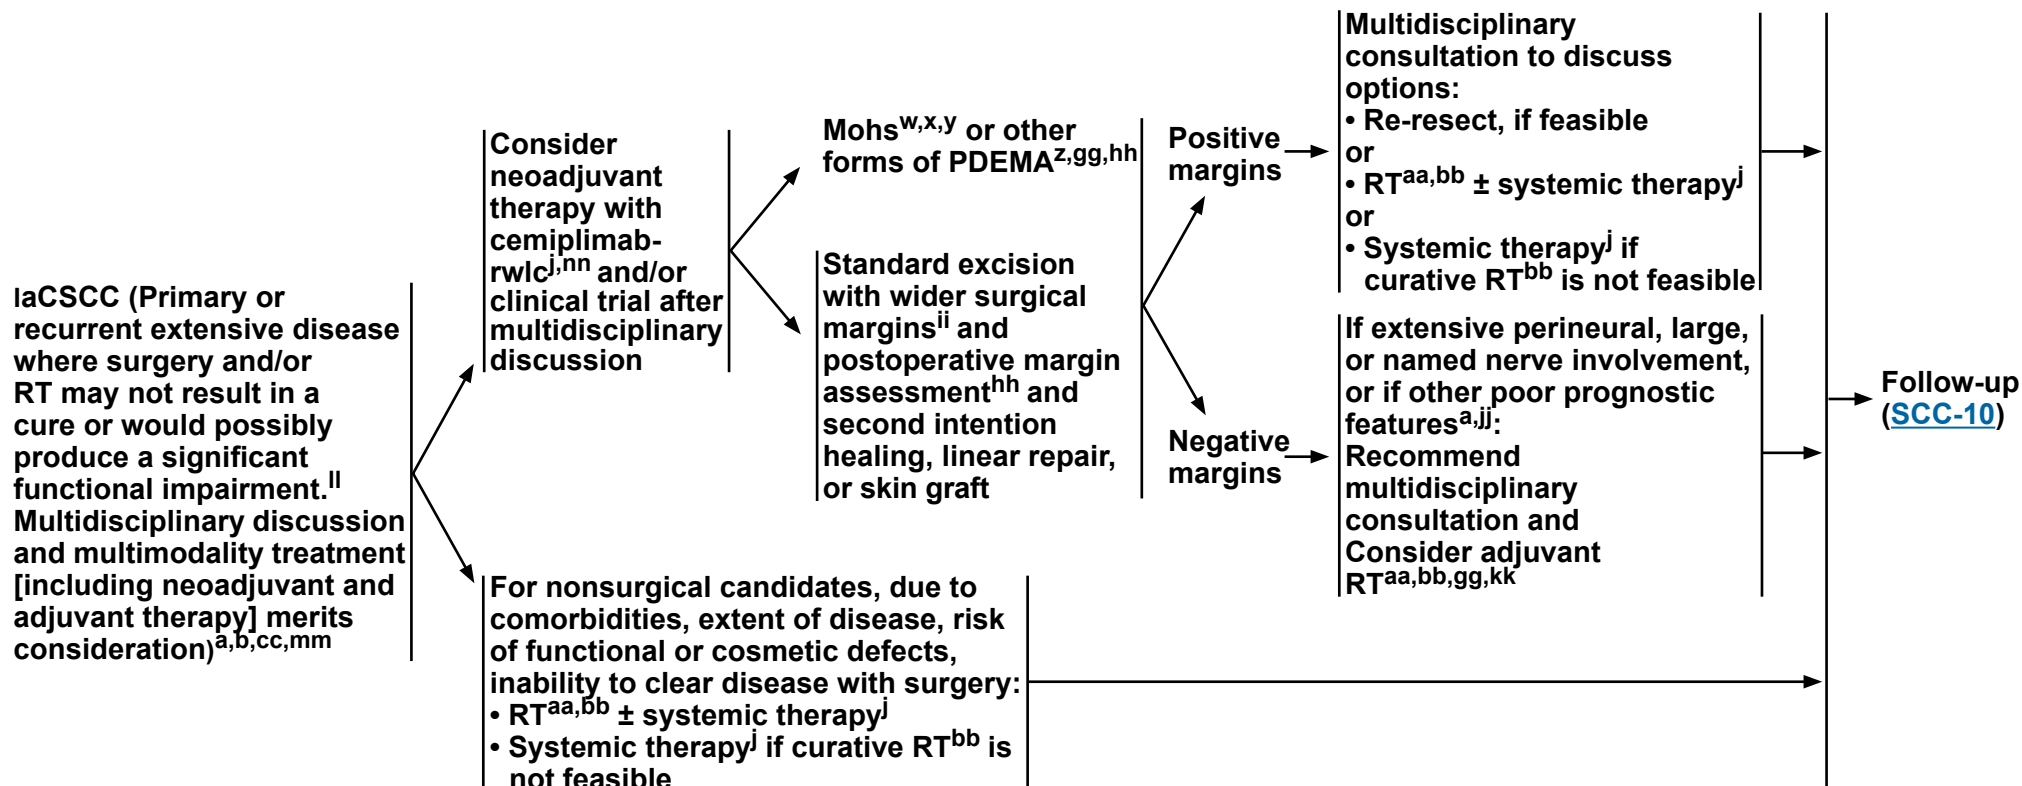 laCSCC (Primary or
recurrent extensive disease
where surgery and/or
RT may not result in a
cure or would possibly
produce a significant
functional impairment.ll
Multidisciplinary discussion
and multimodality treatment
[including neoadjuvant and
adjuvant therapy] merits
consideration)a,b,cc,mm
Consider
neoadjuvant
therapy with
cemiplimab-
rwlcj,nn and/or
clinical trial after
multidisciplinary
discussion
For nonsurgical candidates, due to
comorbidities, extent of disease, risk
of functional or cosmetic defects,
inability to clear disease with surgery:
• RTaa,bb ± systemic therapyj
• Systemic therapyj if curative RTbb is
not feasible
Mohsw,x,y or other
forms of PDEMAz,gg,hh
Standard excision
with wider surgical
marginsii and
postoperative margin
assessmenthh and
second intention
healing, linear repair,
or skin graft
Positive
margins
Negative
margins
Multidisciplinary
consultation to discuss
options:
• Re-resect, if feasible
or
• RTaa,bb ± systemic therapyj
or
• Systemic therapyj if
curative RTbb is not feasible
If extensive perineural, large,
or named nerve involvement,
or if other poor prognostic
featuresa,jj:
Recommend
multidisciplinary
consultation and
Consider adjuvant
RTaa,bb,gg,kk
Follow-up
(SCC-10)